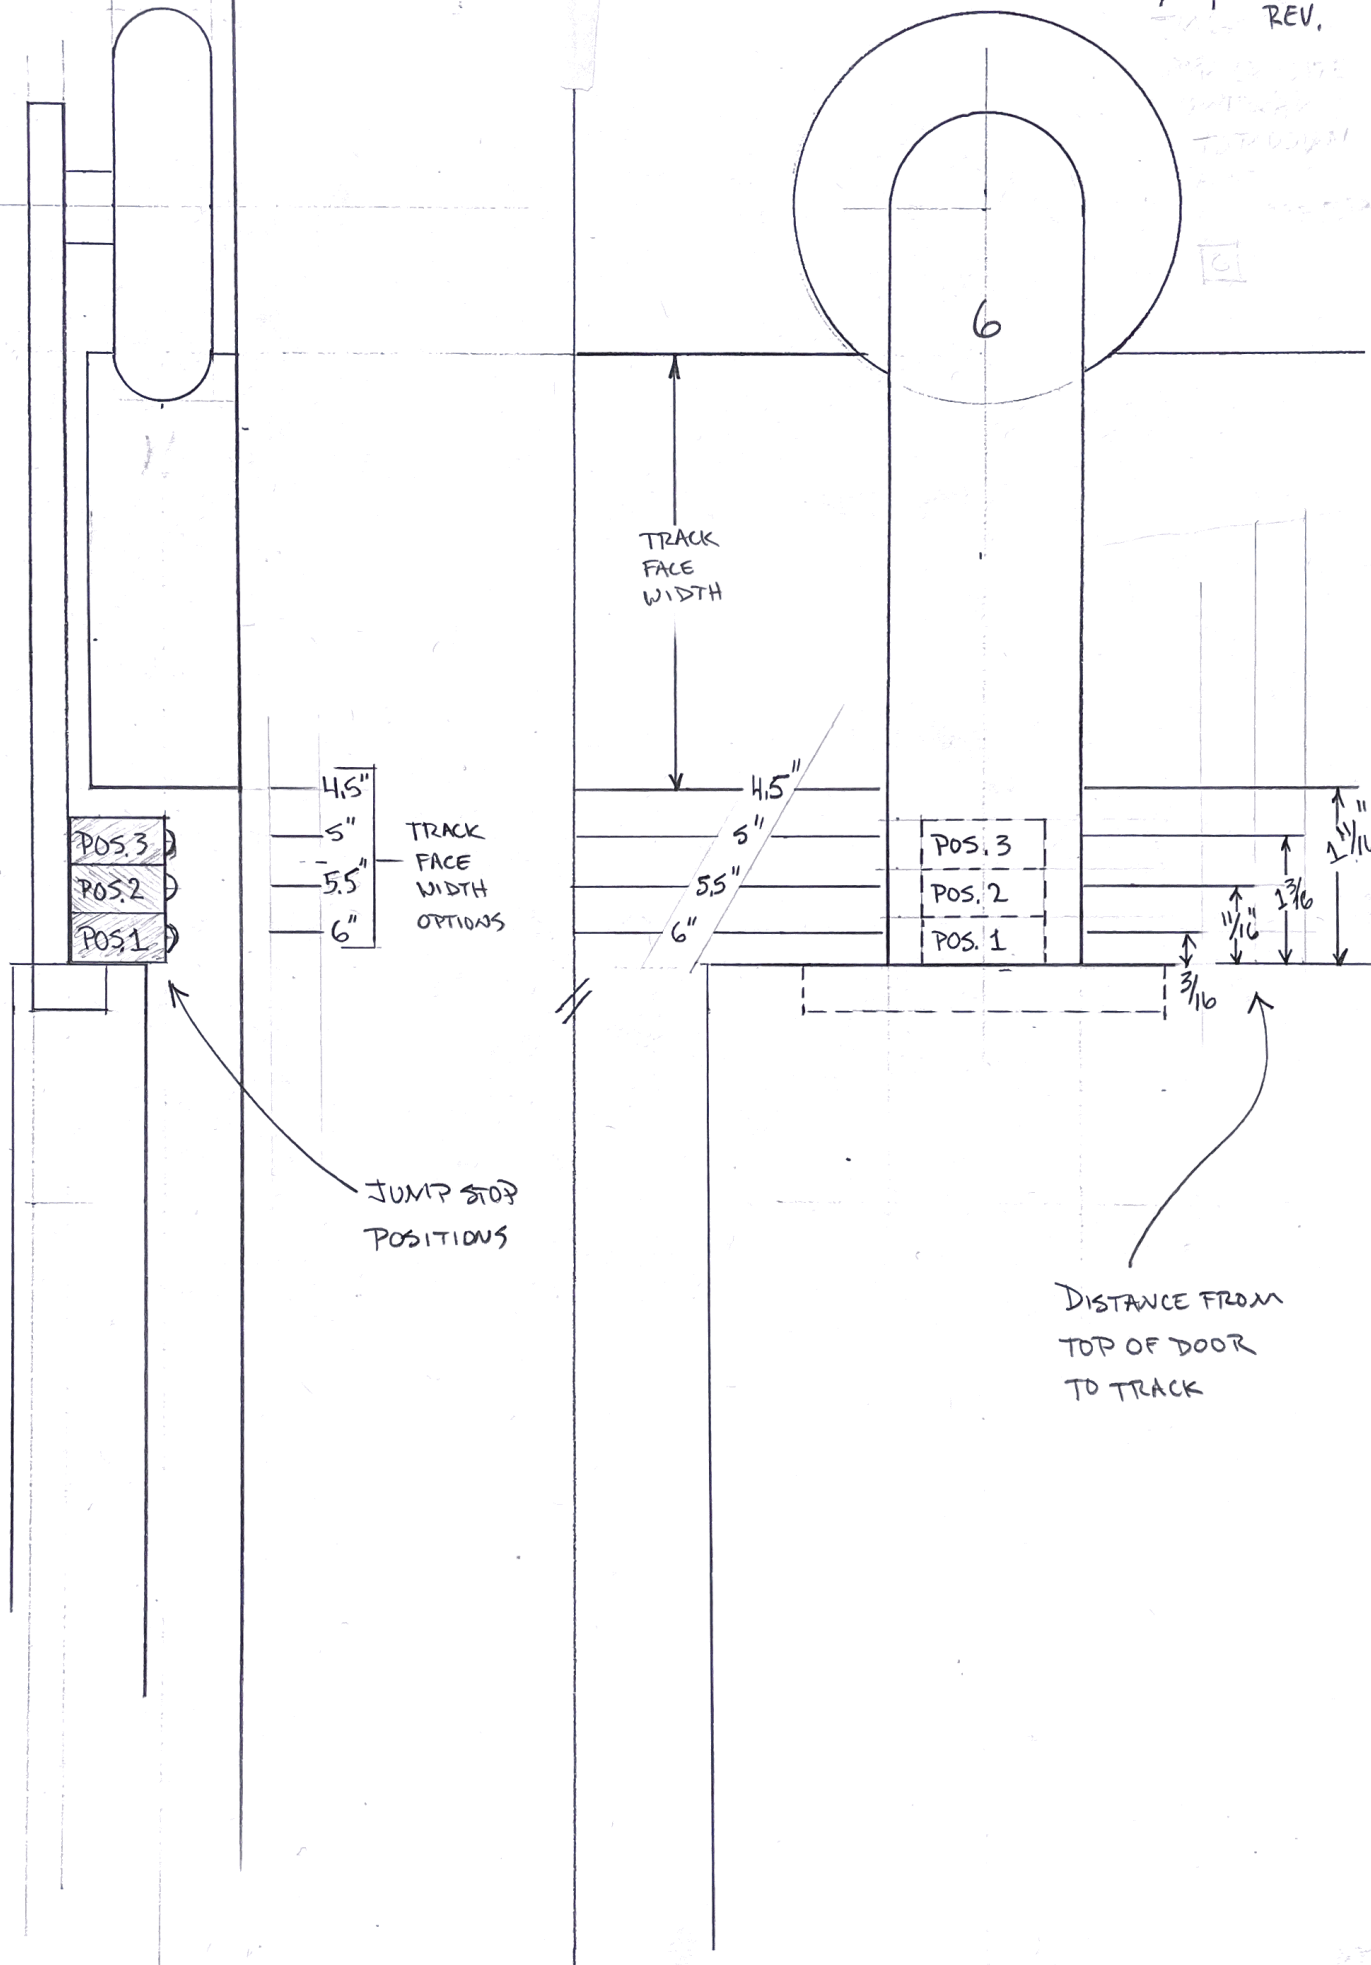 REV.
6
TRACK
FACE
WIDTH
4.5"
5"
5.5"
6"
TRACK
FACE
WIDTH
OPTIONS
4.5"
5"
5.5"
6"
POS. 3
POS. 2
POS. 1
POS. 3
POS. 2
POS. 1
3/16
11/16"
1 3/16
1 11/16"
JUMP STOP
POSITIONS
DISTANCE FROM
TOP OF DOOR
TO TRACK